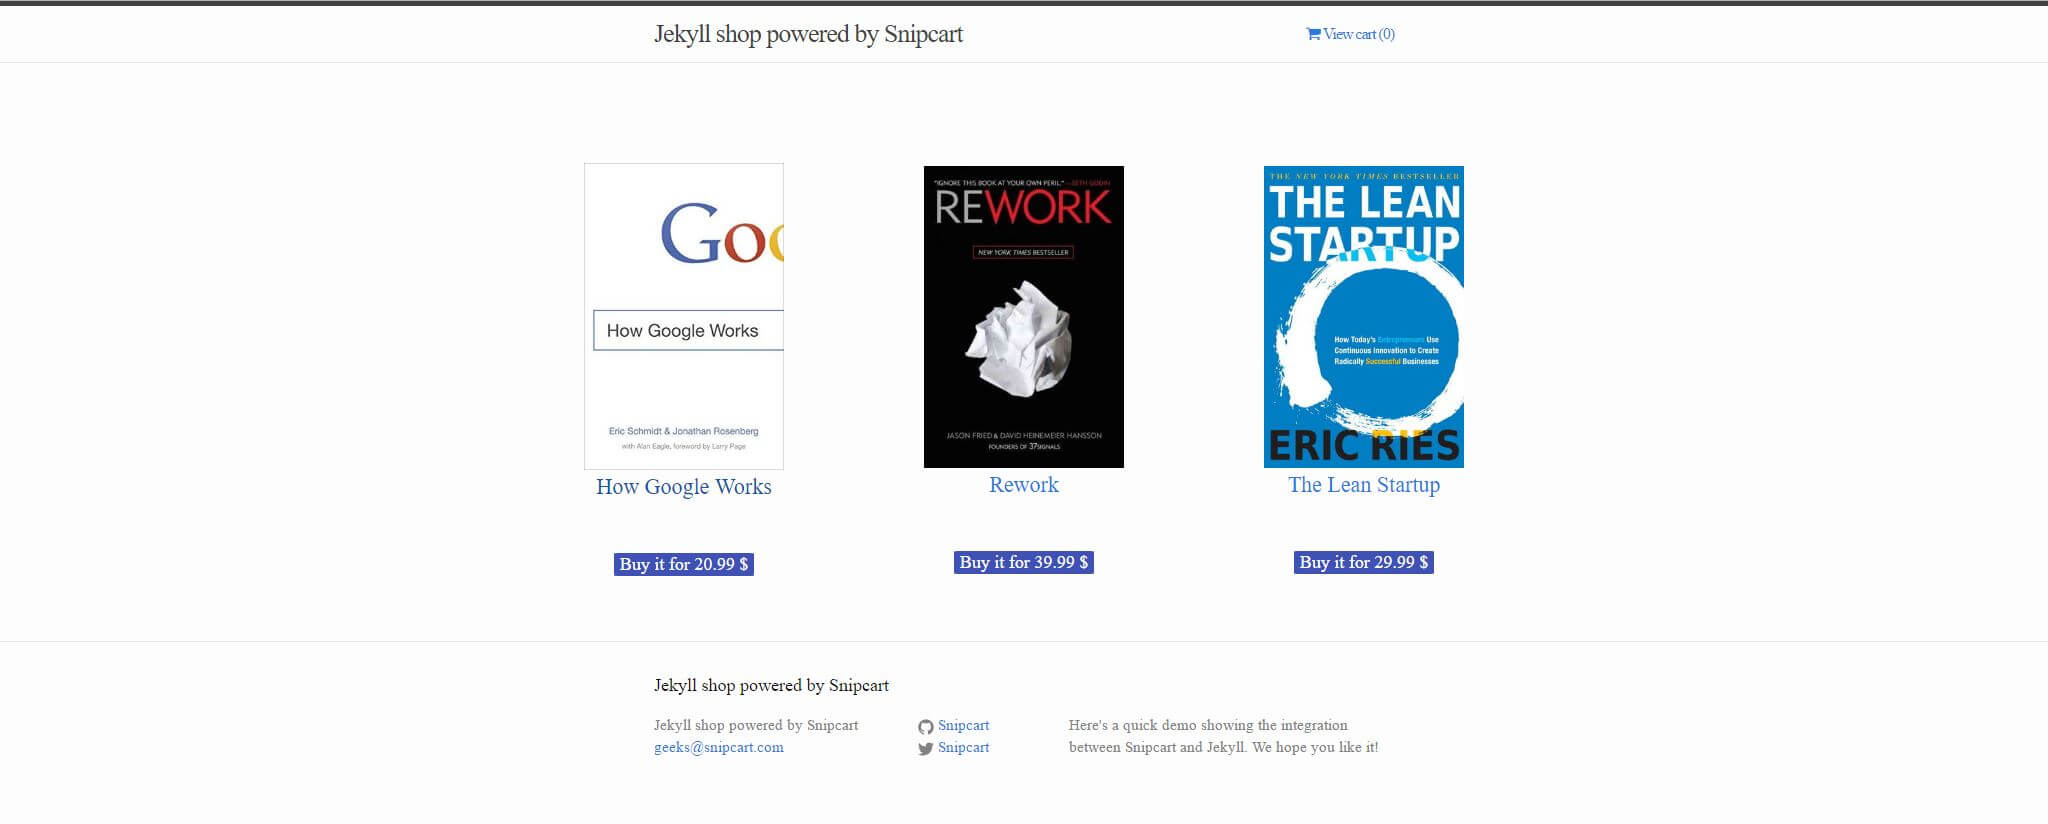 Jekyll shop powered by Snipcart
View cart (0)
Goo
How Google Works
Eric Schmidt & Jonathan Rosenberg
with Alan Eagle, foreword by Larry Page
How Google Works
Buy it for 20.99 $
"IGNORE THIS BOOK AT YOUR OWN PERIL." —SETH GODIN
REWORK
NEW YORK TIMES BESTSELLER
JASON FRIED & DAVID HEINEMEIER HANSSON
FOUNDERS OF 37SIGNALS
Rework
Buy it for 39.99 $
THE NEW YORK TIMES BESTSELLER
THE LEAN
STARTUP
How Today's Entrepreneurs Use
Continuous Innovation to Create
Radically Successful Businesses
ERIC RIES
The Lean Startup
Buy it for 29.99 $
Jekyll shop powered by Snipcart
Jekyll shop powered by Snipcart
geeks@snipcart.com
Snipcart
Snipcart
Here's a quick demo showing the integration
between Snipcart and Jekyll. We hope you like it!